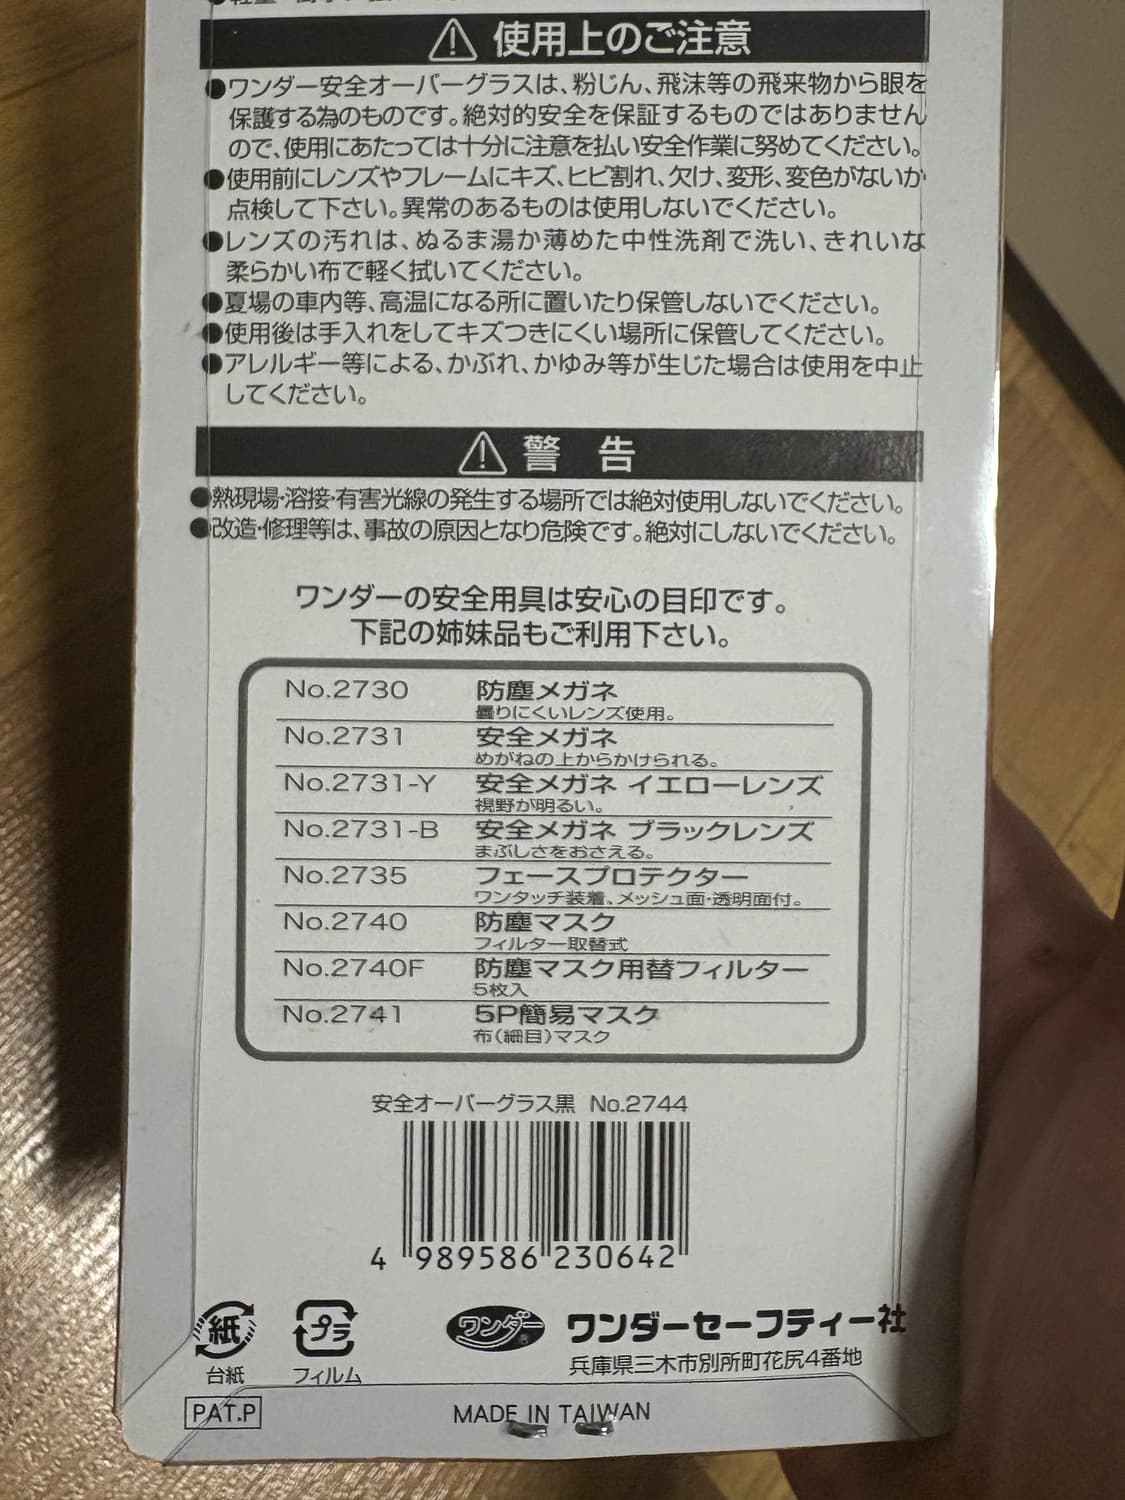 ⚠使用上のご注意
●ワンダー安全オーバーグラスは、粉じん、飛沫等の飛来物から眼を
保護する為のものです。絶対的安全を保証するものではありません
ので、使用にあたっては十分に注意を払い安全作業に努めてください。
●使用前にレンズやフレームにキズ、ヒビ割れ、欠け、変形、変色がないか
点検して下さい。異常のあるものは使用しないでください。
●レンズの汚れは、ぬるま湯か薄めた中性洗剤で洗い、きれいな
柔らかい布で軽く拭いてください。
●夏場の車内等、高温になる所に置いたり保管しないでください。
●使用後は手入れをしてキズつきにくい場所に保管してください。
●アレルギー等による、かぶれ、かゆみ等が生じた場合は使用を中止
してください。
⚠警 告
●熱現場・溶接・有害光線の発生する場所では絶対使用しないでください。
●改造・修理等は、事故の原因となり危険です。絶対にしないでください。
ワンダーの安全用具は安心の目印です。
下記の姉妹品もご利用下さい。
No.2730 防塵メガネ
曇りにくいレンズ使用。
No.2731 安全メガネ
めがねの上からかけられる。
No.2731-Y 安全メガネ イエローレンズ
視野が明るい。
No.2731-B 安全メガネ ブラックレンズ
まぶしさをおさえる。
No.2735 フェースプロテクター
ワンタッチ装着、メッシュ面・透明面付。
No.2740 防塵マスク
フィルター取替式
No.2740F 防塵マスク用替フィルター
5枚入
No.2741 5P簡易マスク
布(細目)マスク
安全オーバーグラス黒 No.2744
4 989586 230642
紙 プラ ワンダー® ワンダーセーフティー社
台紙 フィルム 兵庫県三木市別所町花尻4番地
PAT.P MADE IN TAIWAN